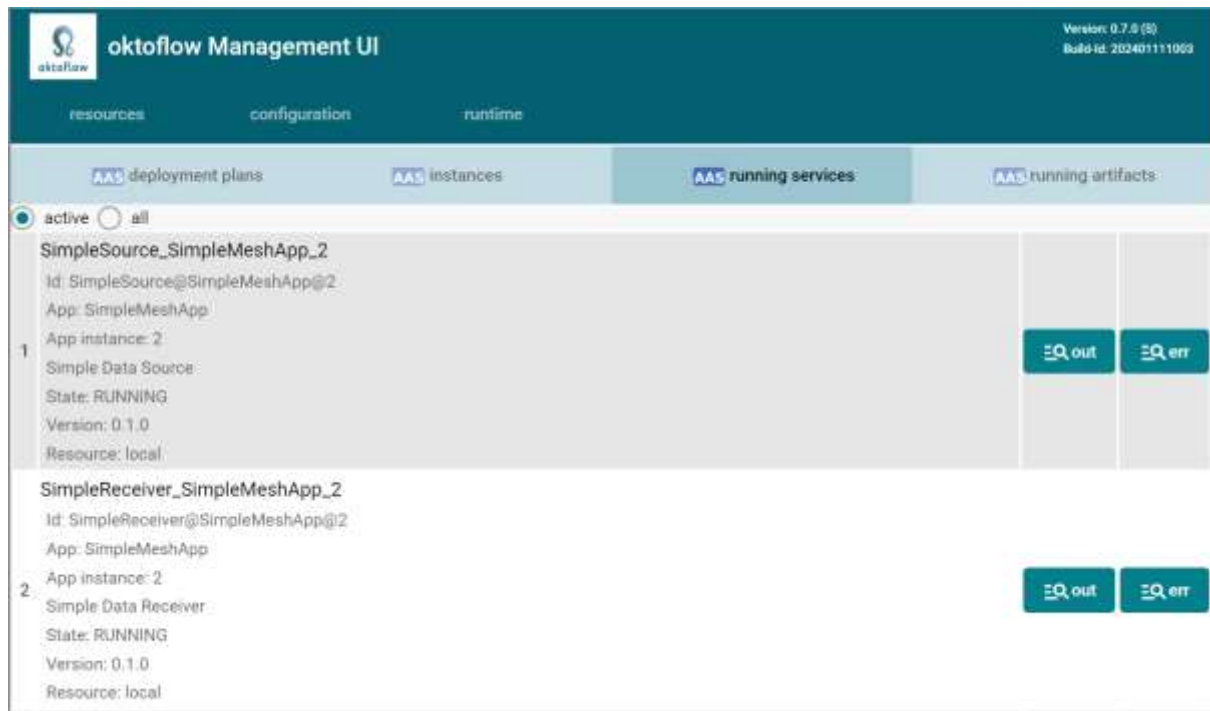 oktoflow
oktoflow Management UI
Version: 0.7.0 (S)
Build-Id: 202401111003
resources configuration runtime
AAS deployment plans AAS instances AAS running services AAS running artifacts
active all
SimpleSource_SimpleMeshApp_2
Id: SimpleSource@SimpleMeshApp@2
App: SimpleMeshApp
App instance: 2
1 out err
Simple Data Source
State: RUNNING
Version: 0.1.0
Resource: local
SimpleReceiver_SimpleMeshApp_2
Id: SimpleReceiver@SimpleMeshApp@2
App: SimpleMeshApp
App instance: 2
2 out err
Simple Data Receiver
State: RUNNING
Version: 0.1.0
Resource: local